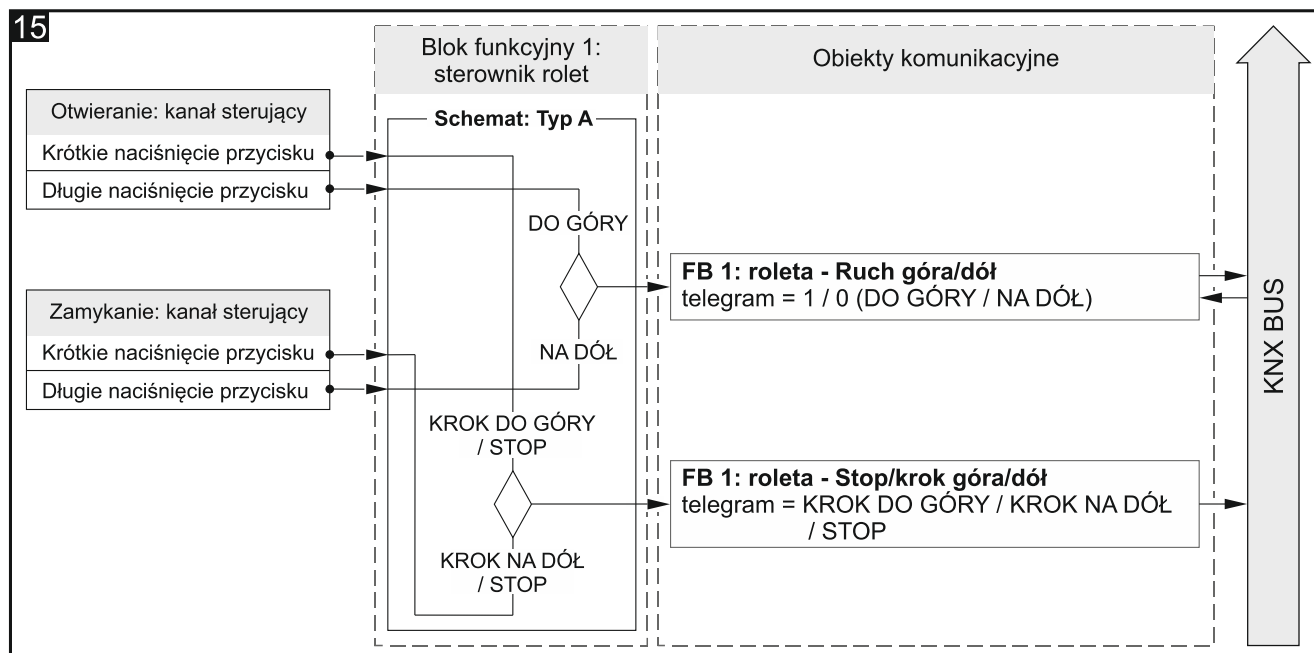 15
Blok funkcyjny 1:
sterownik rolet
Obiekty komunikacyjne
Otwieranie: kanał sterujący
Krótkie naciśnięcie przycisku
Długie naciśnięcie przycisku
Schemat: Typ A
DO GÓRY
FB 1: roleta - Ruch góra/dół
telegram = 1 / 0 (DO GÓRY / NA DÓŁ)
Zamykanie: kanał sterujący
Krótkie naciśnięcie przycisku
Długie naciśnięcie przycisku
NA DÓŁ
KROK DO GÓRY
/ STOP
FB 1: roleta - Stop/krok góra/dół
telegram = KROK DO GÓRY / KROK NA DÓŁ
/ STOP
KROK NA DÓŁ
/ STOP
KNX BUS